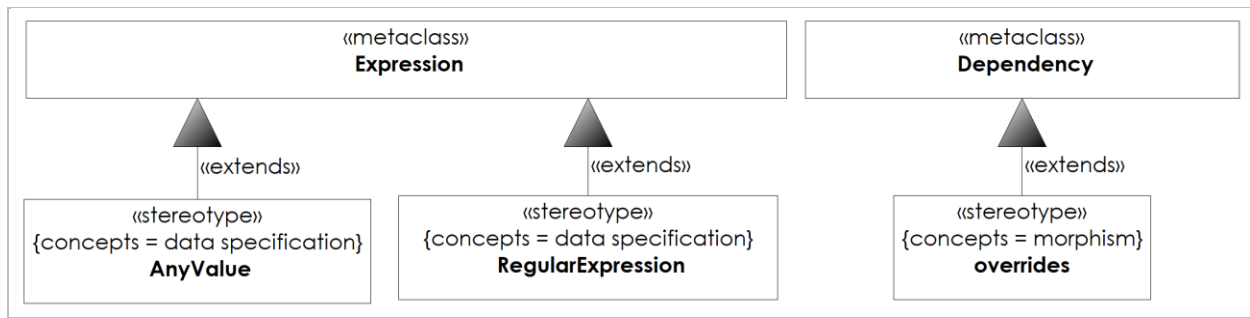 «metaclass»
Expression
«metaclass»
Dependency
«extends»
«extends»
«extends»
«stereotype»
{concepts = data specification}
AnyValue
«stereotype»
{concepts = data specification}
RegularExpression
«stereotype»
{concepts = morphism}
overrides